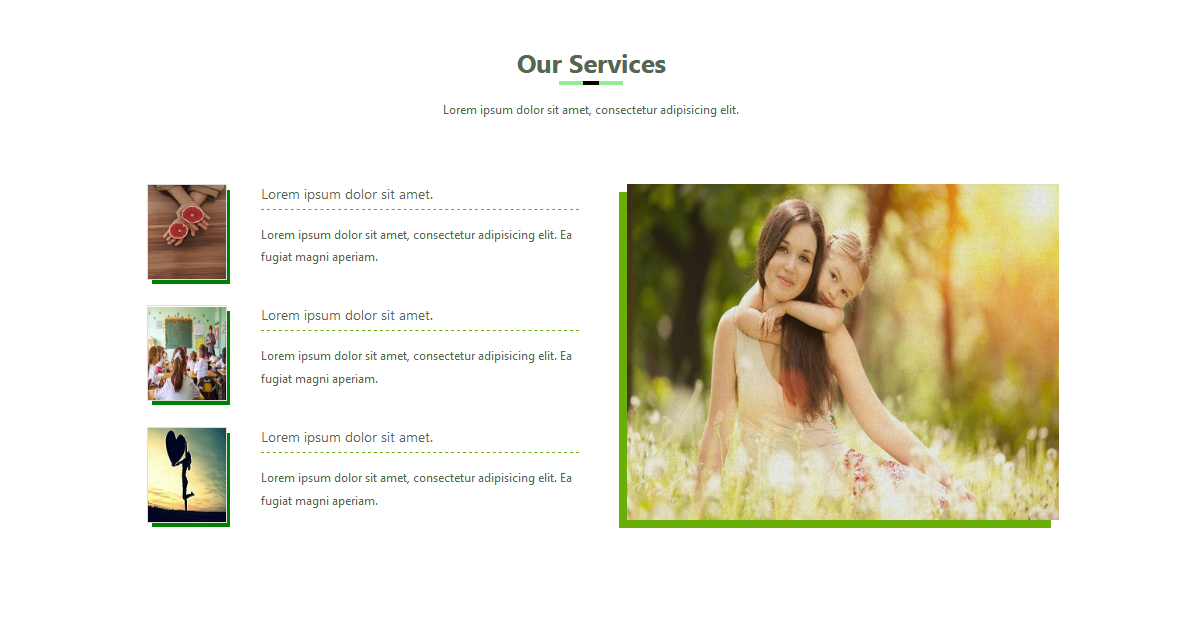 Our Services
Lorem ipsum dolor sit amet, consectetur adipisicing elit.
Lorem ipsum dolor sit amet.
Lorem ipsum dolor sit amet, consectetur adipisicing elit. Ea
fugiat magni aperiam.
Lorem ipsum dolor sit amet.
Lorem ipsum dolor sit amet, consectetur adipisicing elit. Ea
fugiat magni aperiam.
Lorem ipsum dolor sit amet.
Lorem ipsum dolor sit amet, consectetur adipisicing elit. Ea
fugiat magni aperiam.